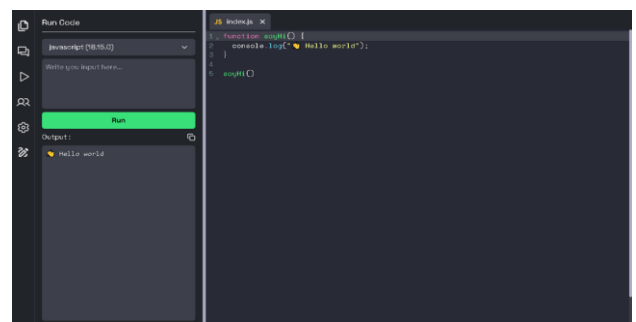 Run Code
javascript (18.15.0)
Write you input here...
Run
Output:
👋 Hello world
JS index.js ×
1 function sayHi() {
2 console.log("👋 Hello world");
3 }
4
5 sayHi()